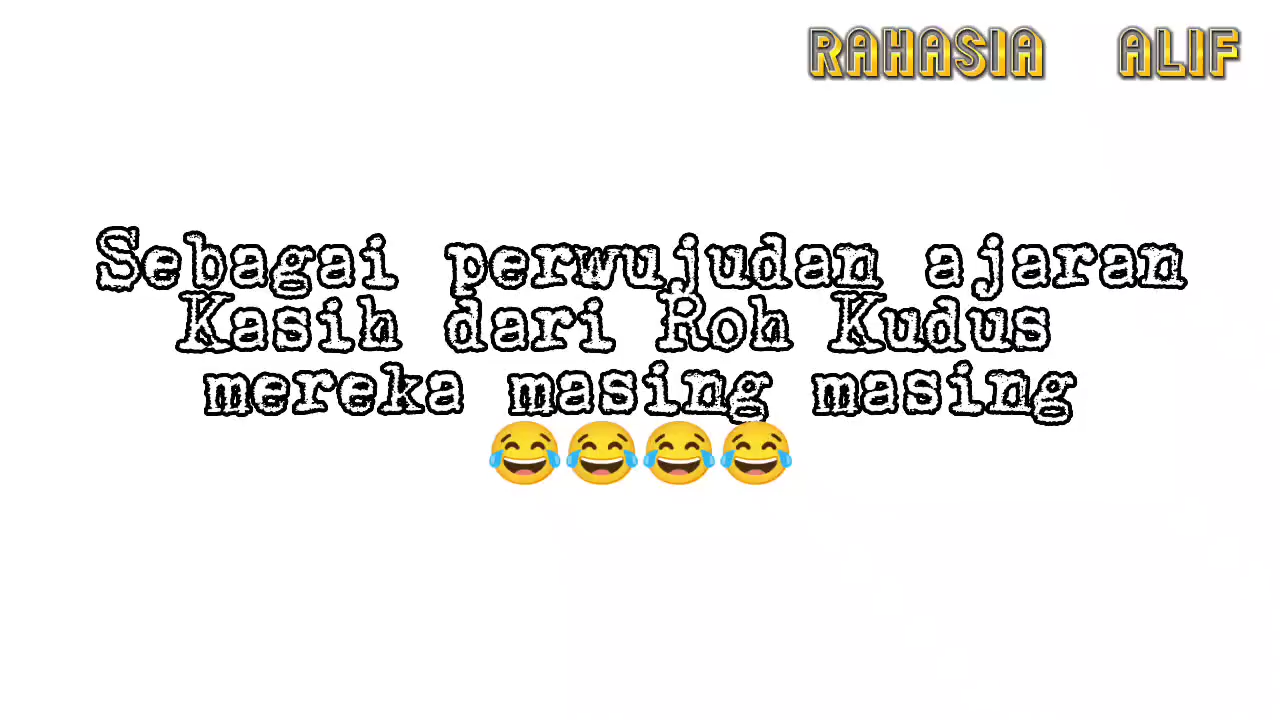 RAHASIA ALIF
Sebagai perwujudan ajaran
Kasih dari Roh Kudus
mereka masing masing
😂😂😂😂